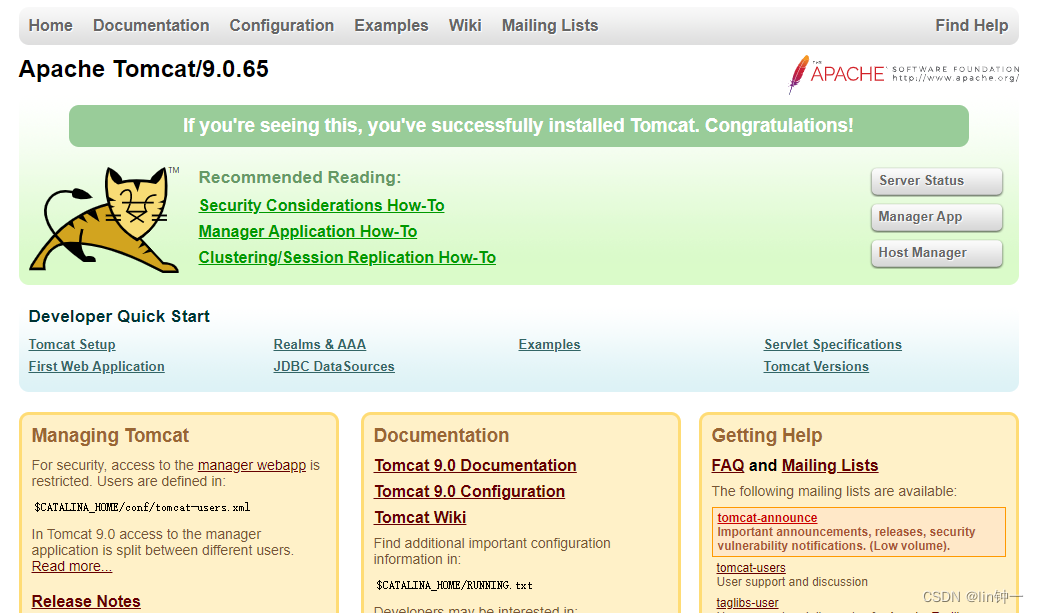 Home Documentation Configuration Examples Wiki Mailing Lists Find Help
Apache Tomcat/9.0.65
THE APACHE SOFTWARE FOUNDATION
http://www.apache.org/
If you're seeing this, you've successfully installed Tomcat. Congratulations!
TM
Recommended Reading:
Security Considerations How-To
Manager Application How-To
Clustering/Session Replication How-To
Server Status
Manager App
Host Manager
Developer Quick Start
Tomcat Setup
First Web Application
Realms & AAA
JDBC DataSources
Examples
Servlet Specifications
Tomcat Versions
Managing Tomcat
For security, access to the manager webapp is
restricted. Users are defined in:
$CATALINA_HOME/conf/tomcat-users.xml
In Tomcat 9.0 access to the manager
application is split between different users.
Read more...
Release Notes
Documentation
Tomcat 9.0 Documentation
Tomcat 9.0 Configuration
Tomcat Wiki
Find additional important configuration
information in:
$CATALINA_HOME/RUNNING.txt
Developers may be interested in:
Getting Help
FAQ and Mailing Lists
The following mailing lists are available:
tomcat-announce
Important announcements, releases, security
vulnerability notifications. (Low volume).
tomcat-users
User support and discussion
taglibs-user
CSDN @lin钟一